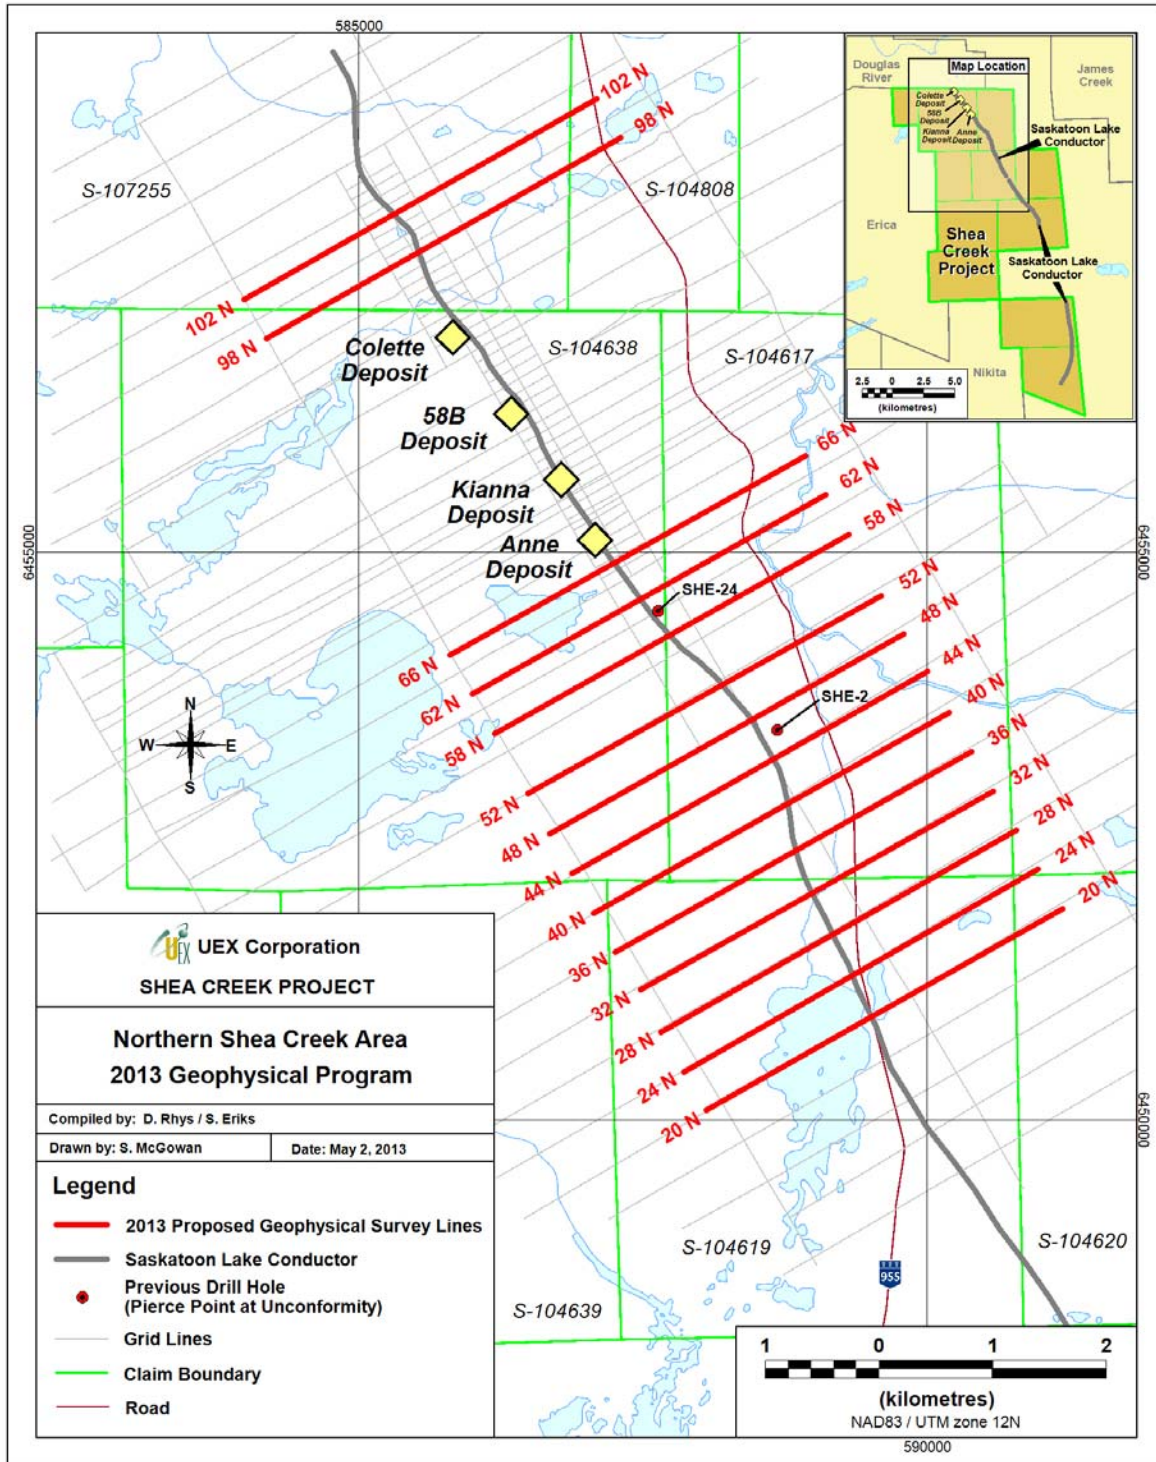 585000
102 N
98 N
S-107255
S-104808
102 N
98 N
Colette
Deposit
S-104638
S-104617
58B
Deposit
Kianna
Deposit
Anne
Deposit
6455000
6455000
66 N
62 N
58 N
52 N
48 N
44 N
40 N
36 N
32 N
28 N
24 N
20 N
SHE-24
SHE-2
66 N
62 N
58 N
52 N
48 N
44 N
40 N
36 N
32 N
28 N
24 N
20 N
N
W
E
S
6450000
S-104619
S-104620
S-104639
955
Douglas
River
Map Location
James
Creek
Colette
Deposit
58B
Deposit
Kianna
Deposit
Anne
Deposit
Saskatoon Lake
Conductor
Erica
Shea
Creek
Project
Saskatoon Lake
Conductor
Nikita
2.5 0 2.5 5.0
(kilometres)
UEX
UEX Corporation
SHEA CREEK PROJECT
Northern Shea Creek Area
2013 Geophysical Program
Compiled by: D. Rhys / S. Eriks
Drawn by: S. McGowan
Date: May 2, 2013
Legend
2013 Proposed Geophysical Survey Lines
Saskatoon Lake Conductor
Previous Drill Hole
(Pierce Point at Unconformity)
Grid Lines
Claim Boundary
Road
1 0 1 2
(kilometres)
NAD83 / UTM zone 12N
590000